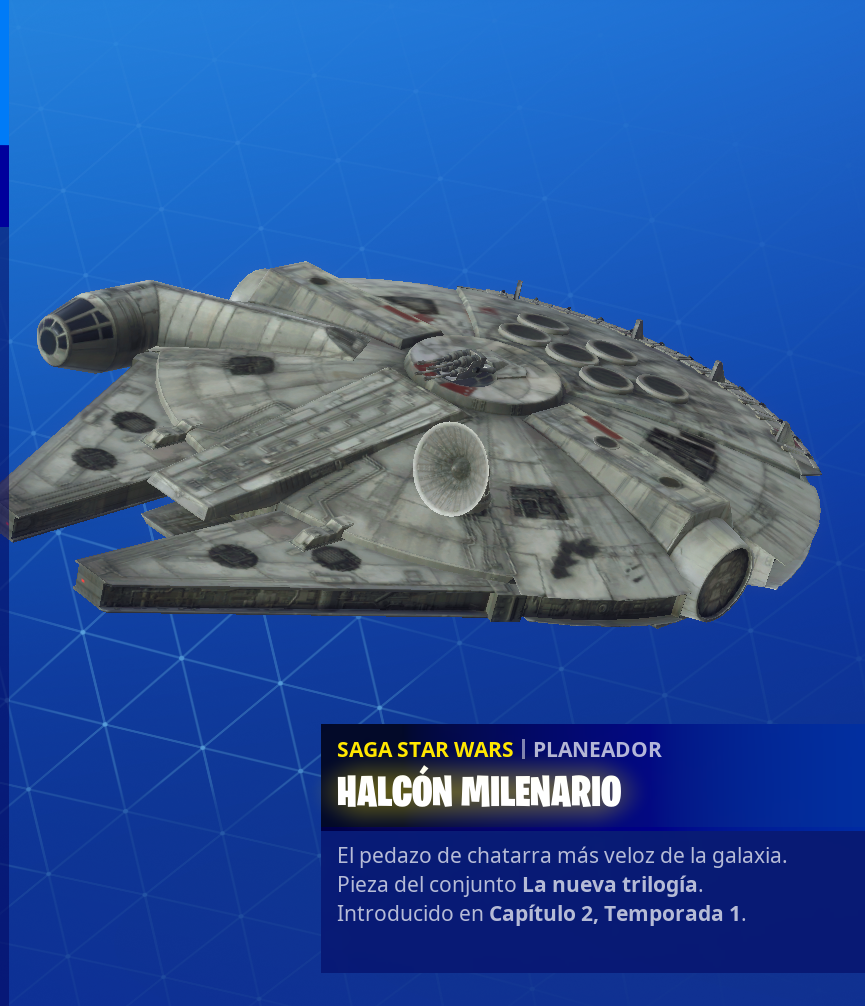 SAGA STAR WARS | PLANEADOR
HALCÓN MILENARIO
El pedazo de chatarra más veloz de la galaxia.
Pieza del conjunto La nueva trilogía.
Introducido en Capítulo 2, Temporada 1.